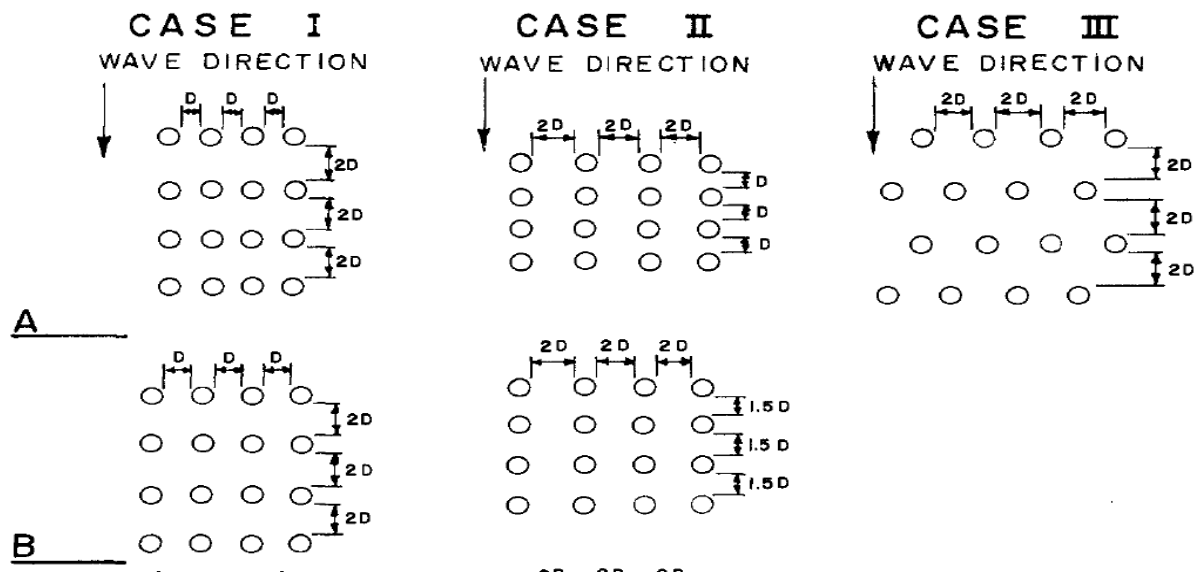 CASE I
WAVE DIRECTION
D D D
2D
2D
2D
CASE II
WAVE DIRECTION
2D 2D 2D
D
D
D
CASE III
WAVE DIRECTION
2D 2D 2D
2D
2D
2D
A
D D D
2D
2D
2D
2D 2D 2D
1.5D
1.5D
1.5D
B